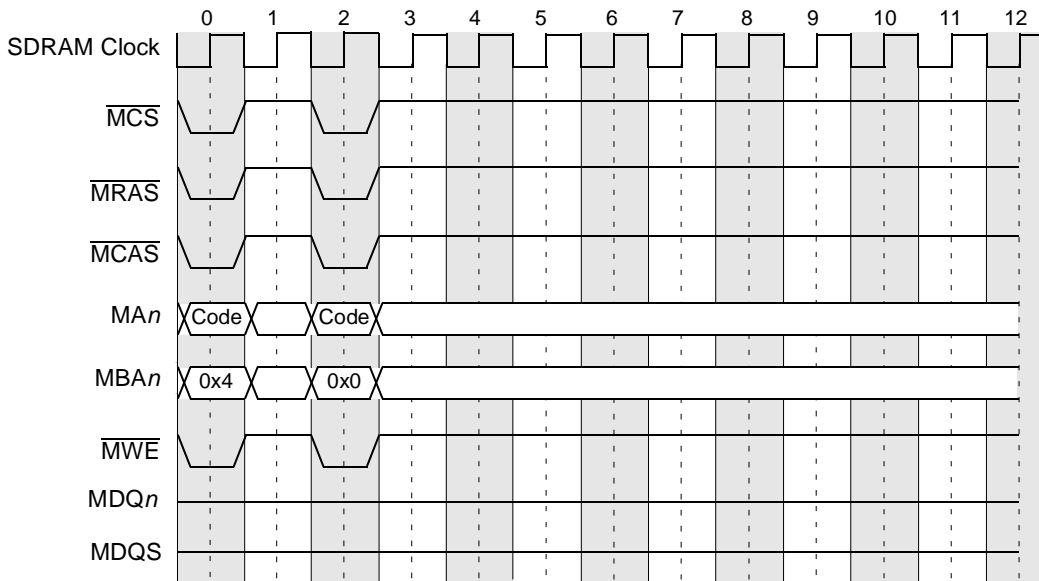 0 1 2 3 4 5 6 7 8 9 10 11 12
SDRAM Clock
MCS
MRAS
MCAS
MAn Code Code
MBAn 0x4 0x0
MWE
MDQn
MDQS